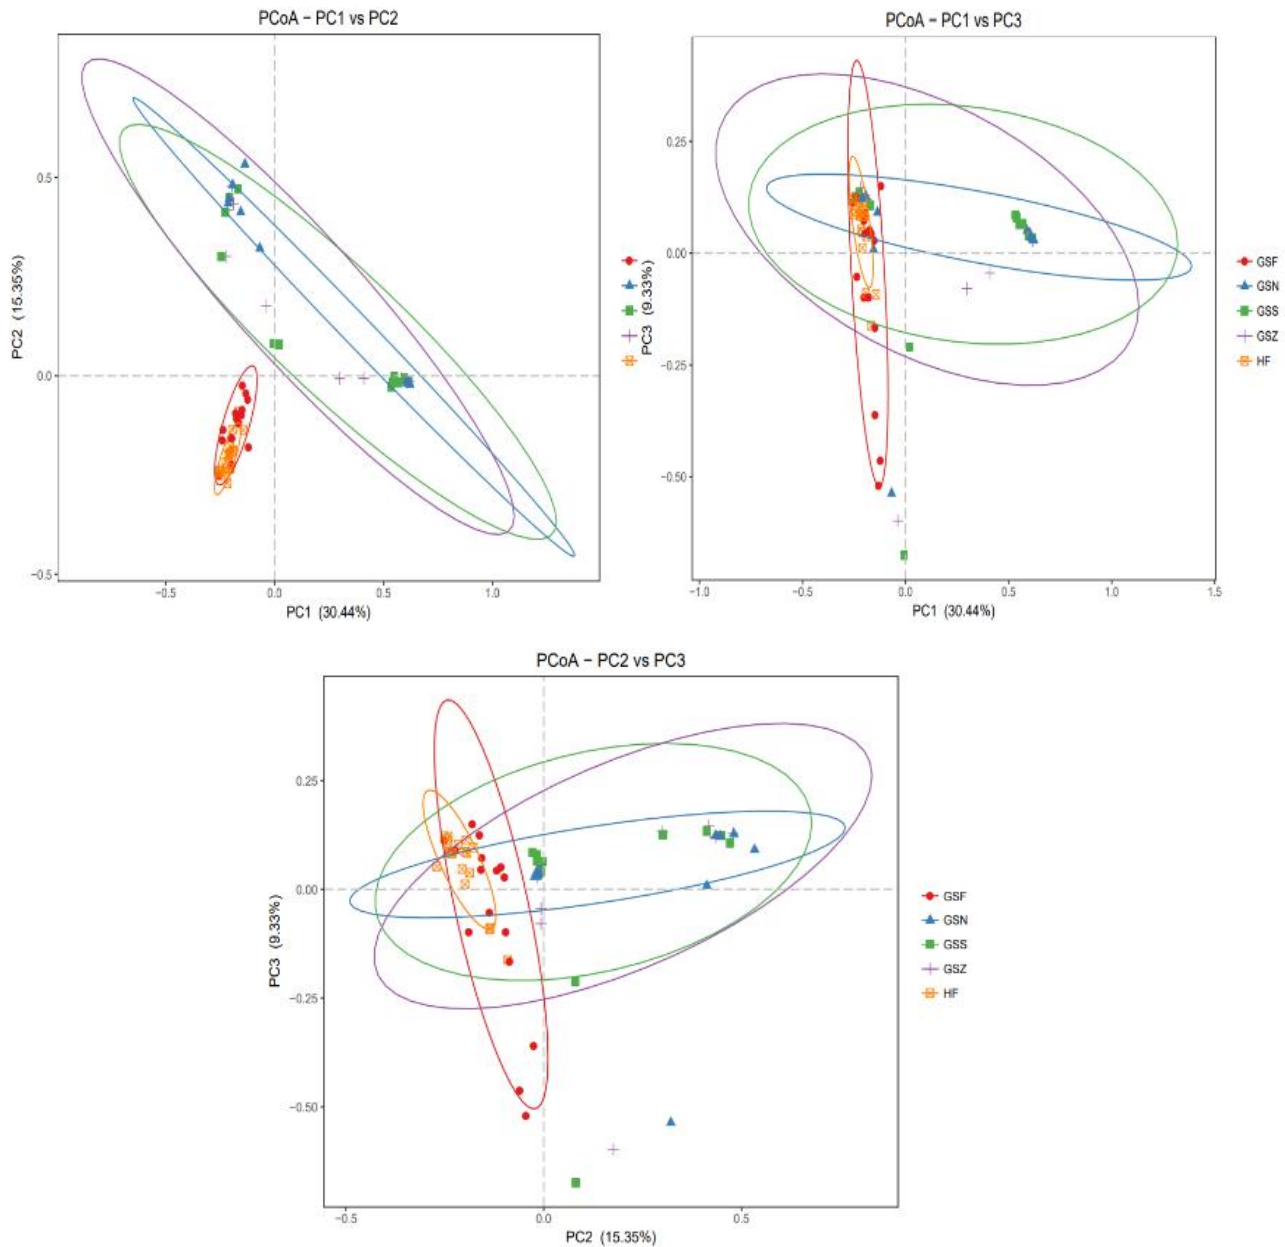 PCoA − PC1 vs PC2
PC2 (15.35%)
0.5
0.0
−0.5
−0.5
0.0
0.5
1.0
PC1 (30.44%)
PCoA − PC1 vs PC3
PC3 (9.33%)
0.25
0.00
−0.25
−0.50
−1.0
−0.5
0.0
0.5
1.0
1.5
PC1 (30.44%)
GSF
GSN
GSS
GSZ
HF
PCoA − PC2 vs PC3
PC3 (9.33%)
0.25
0.00
−0.25
−0.50
−0.5
0.0
0.5
PC2 (15.35%)
GSF
GSN
GSS
GSZ
HF